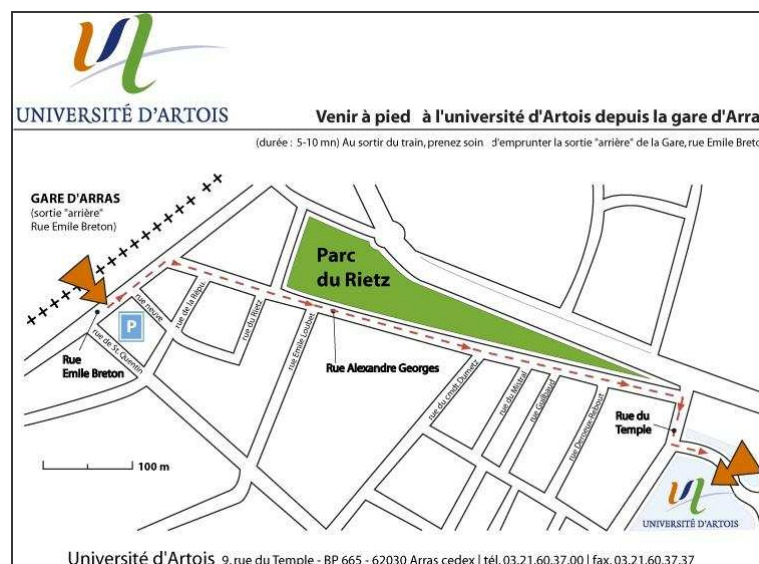 UNIVERSITÉ D'ARTOIS
Venir à pied à l'université d'Artois depuis la gare d'Arra
(durée : 5-10 mn) Au sortir du train, prenez soin d'emprunter la sortie "arrière" de la Gare, rue Emile Breto
GARE D'ARRAS
(sortie "arrière"
Rue Emile Breton)
Parc
du Rietz
rue neuve
rue de la Répu.
rue du Rietz
P
Rue
Emile Breton
rue de St. Quentin
rue Emile Loubet
Rue Alexandre Georges
rue du cmdt Dumetz
rue du Mistral
rue Guilbaud
rue Deroeux-Rebout
Rue du
Temple
100 m
UNIVERSITÉ D'ARTOIS
Université d'Artois 9, rue du Temple - BP 665 - 62030 Arras cedex | tél. 03.21.60.37.00 | fax. 03.21.60.37.37